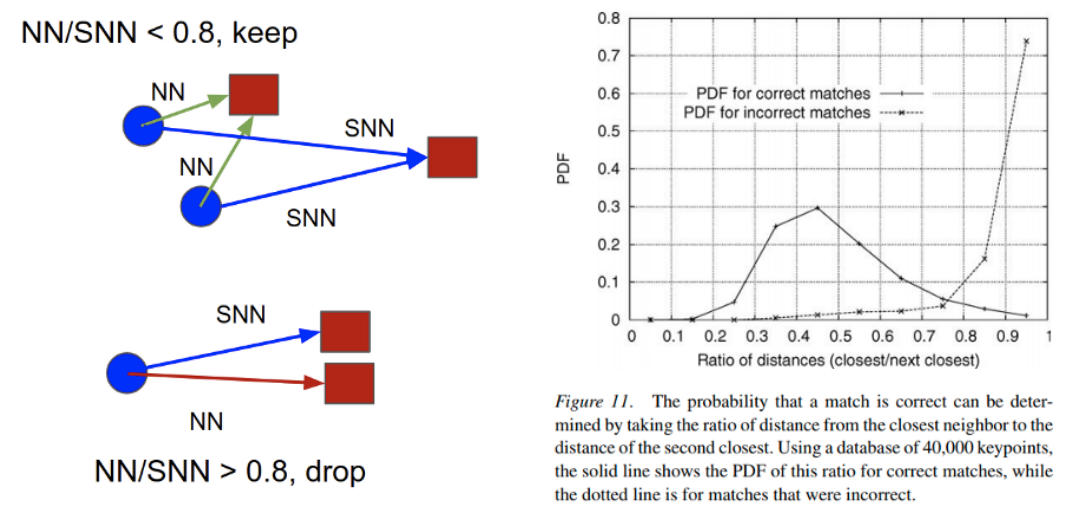 NN/SNN < 0.8, keep
NN
SNN
NN
SNN
SNN
NN
NN/SNN > 0.8, drop
0.8
0.7
0.6
0.5
0.4
0.3
0.2
0.1
0
PDF
PDF for correct matches
PDF for incorrect matches
0 0.1 0.2 0.3 0.4 0.5 0.6 0.7 0.8 0.9 1
Ratio of distances (closest/next closest)
Figure 11. The probability that a match is correct can be deter-
mined by taking the ratio of distance from the closest neighbor to the
distance of the second closest. Using a database of 40,000 keypoints,
the solid line shows the PDF of this ratio for correct matches, while
the dotted line is for matches that were incorrect.